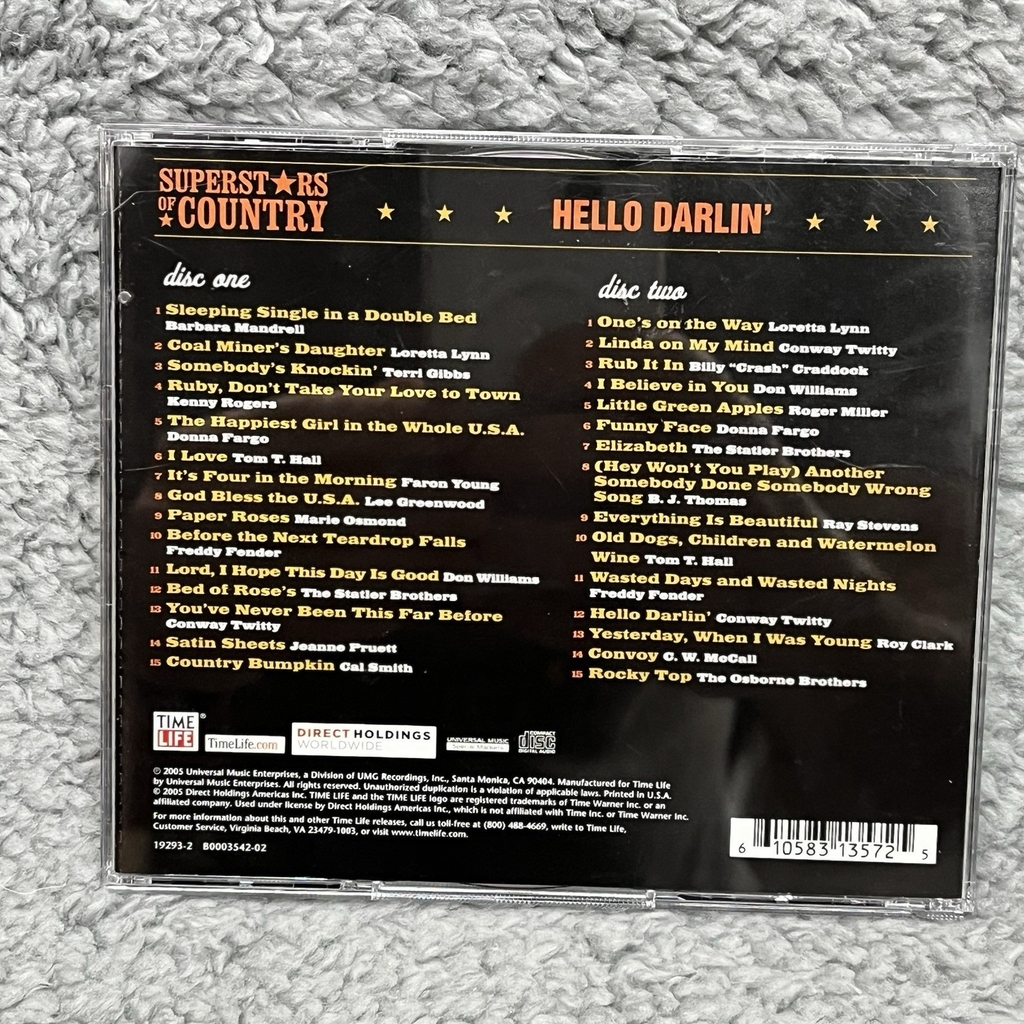 SUPERST★RS
OF COUNTRY
HELLO DARLIN'
disc one
1 Sleeping Single in a Double Bed
Barbara Mandrell
2 Coal Miner's Daughter Loretta Lynn
3 Somebody's Knockin' Terri Gibbs
4 Ruby, Don't Take Your Love to Town
Kenny Rogers
5 The Happiest Girl in the Whole U.S.A.
Donna Fargo
6 I Love Tom T. Hall
7 It's Four in the Morning Faron Young
8 God Bless the U.S.A. Lee Greenwood
9 Paper Roses Marie Osmond
10 Before the Next Teardrop Falls
Freddy Fender
11 Lord, I Hope This Day Is Good Don Williams
12 Bed of Rose's The Statler Brothers
13 You've Never Been This Far Before
Conway Twitty
14 Satin Sheets Jeanne Pruett
15 Country Bumpkin Cal Smith
disc two
1 One's on the Way Loretta Lynn
2 Linda on My Mind Conway Twitty
3 Rub It In Billy "Crash" Craddock
4 I Believe in You Don Williams
5 Little Green Apples Roger Miller
6 Funny Face Donna Fargo
7 Elizabeth The Statler Brothers
8 (Hey Won't You Play) Another
Somebody Done Somebody Wrong
Song B. J. Thomas
9 Everything Is Beautiful Ray Stevens
10 Old Dogs, Children and Watermelon
Wine Tom T. Hall
11 Wasted Days and Wasted Nights
Freddy Fender
12 Hello Darlin' Conway Twitty
13 Yesterday, When I Was Young Roy Clark
14 Convoy C. W. McCall
15 Rocky Top The Osborne Brothers
TIME
LIFE®
TimeLife.com
DIRECT HOLDINGS
WORLDWIDE
UNIVERSAL MUSIC
Special Markets
COMPACT
disc
DIGITAL AUDIO
℗ 2005 Universal Music Enterprises, a Division of UMG Recordings, Inc., Santa Monica, CA 90404. Manufactured for Time Life
by Universal Music Enterprises. All rights reserved. Unauthorized duplication is a violation of applicable laws. Printed in U.S.A.
© 2005 Direct Holdings Americas Inc. TIME LIFE and the TIME LIFE logo are registered trademarks of Time Warner Inc. or an
affiliated company. Used under license by Direct Holdings Americas Inc., which is not affiliated with Time Inc. or Time Warner Inc.
For more information about this and other Time Life releases, call us toll-free at (800) 488-4669, write to Time Life,
Customer Service, Virginia Beach, VA 23479-1003, or visit www.timelife.com.
19293-2 B0003542-02
6 10583 13572 5